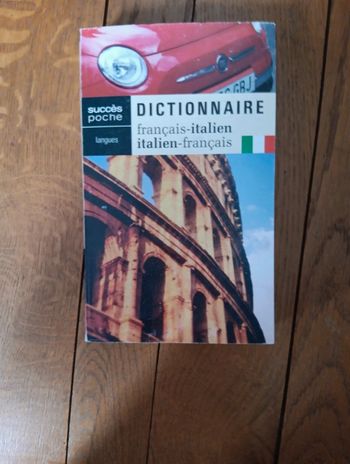 succès
poche
langues
DICTIONNAIRE
français-italien
italien-français